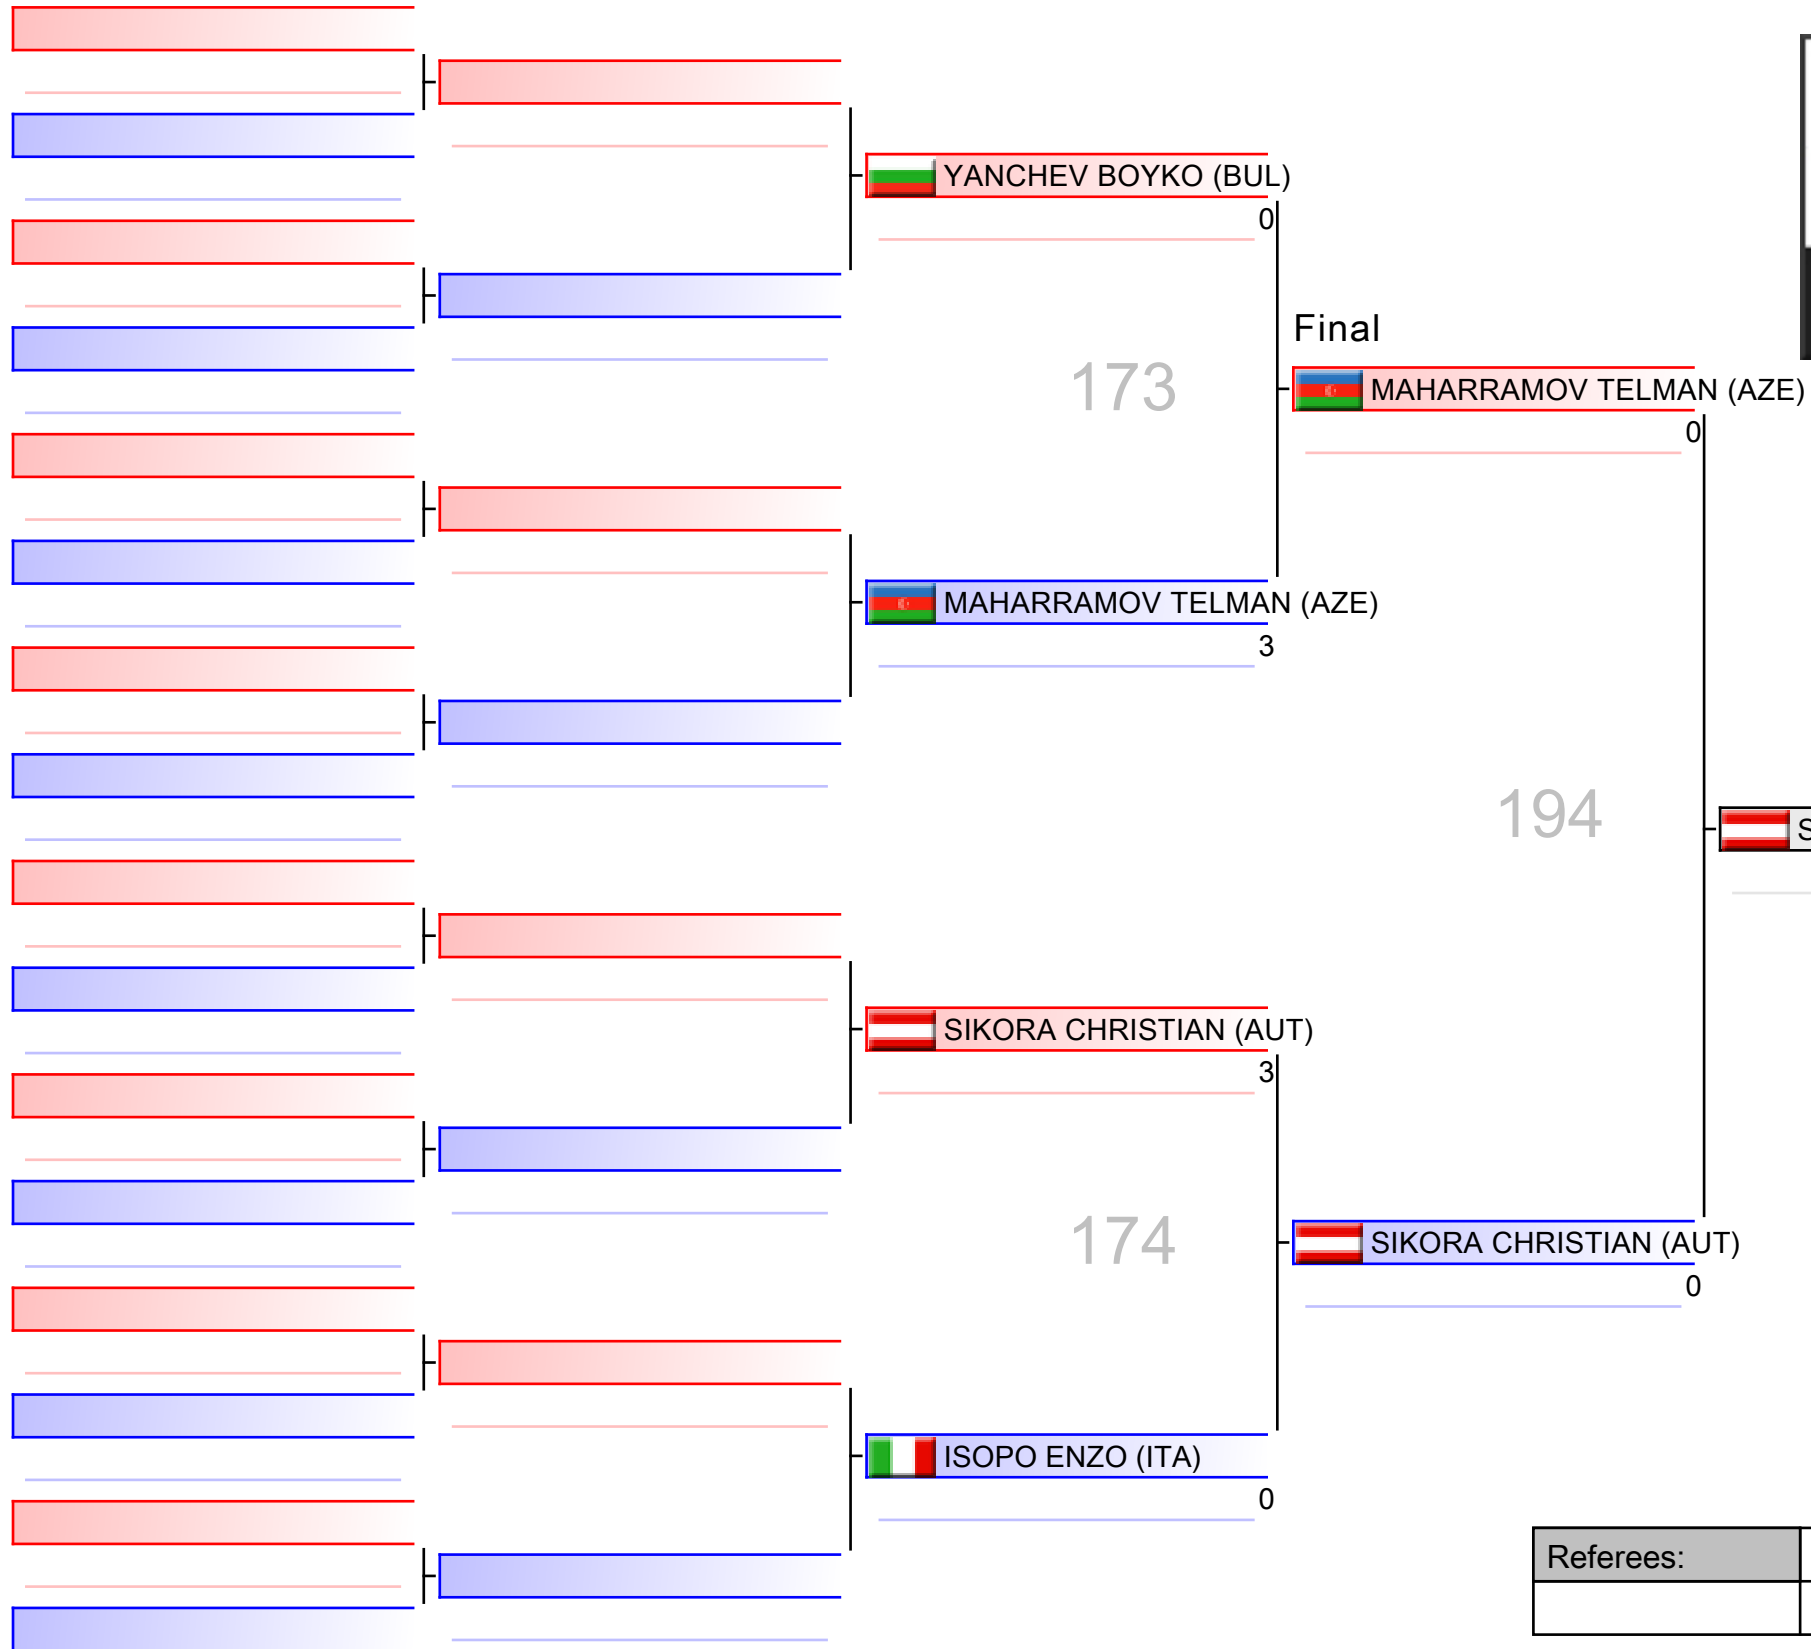 YANCHEV BOYKO (BUL)
0
Final
173
MAHARRAMOV TELMAN (AZE)
0
MAHARRAMOV TELMAN (AZE)
3
194
S
SIKORA CHRISTIAN (AUT)
3
174
SIKORA CHRISTIAN (AUT)
0
ISOPO ENZO (ITA)
0
Referees: